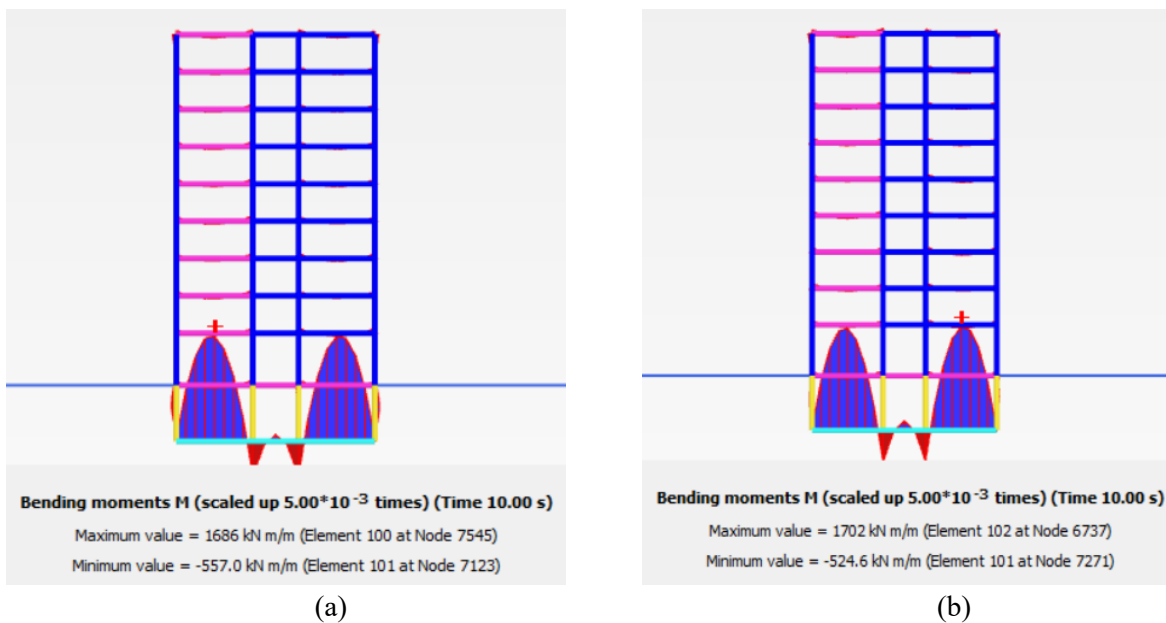 Bending moments M (scaled up 5.00*10⁻³ times) (Time 10.00 s)
Maximum value = 1686 kN m/m (Element 100 at Node 7545)
Minimum value = -557.0 kN m/m (Element 101 at Node 7123)
(a)
Bending moments M (scaled up 5.00*10⁻³ times) (Time 10.00 s)
Maximum value = 1702 kN m/m (Element 102 at Node 6737)
Minimum value = -524.6 kN m/m (Element 101 at Node 7271)
(b)